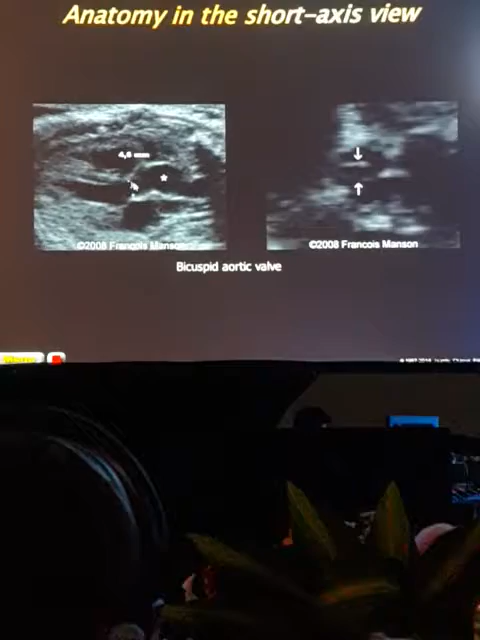 Anatomy in the short-axis view
4,6 mm
*
©2008 Francois Manson
©2008 Francois Manson
Bicuspid aortic valve